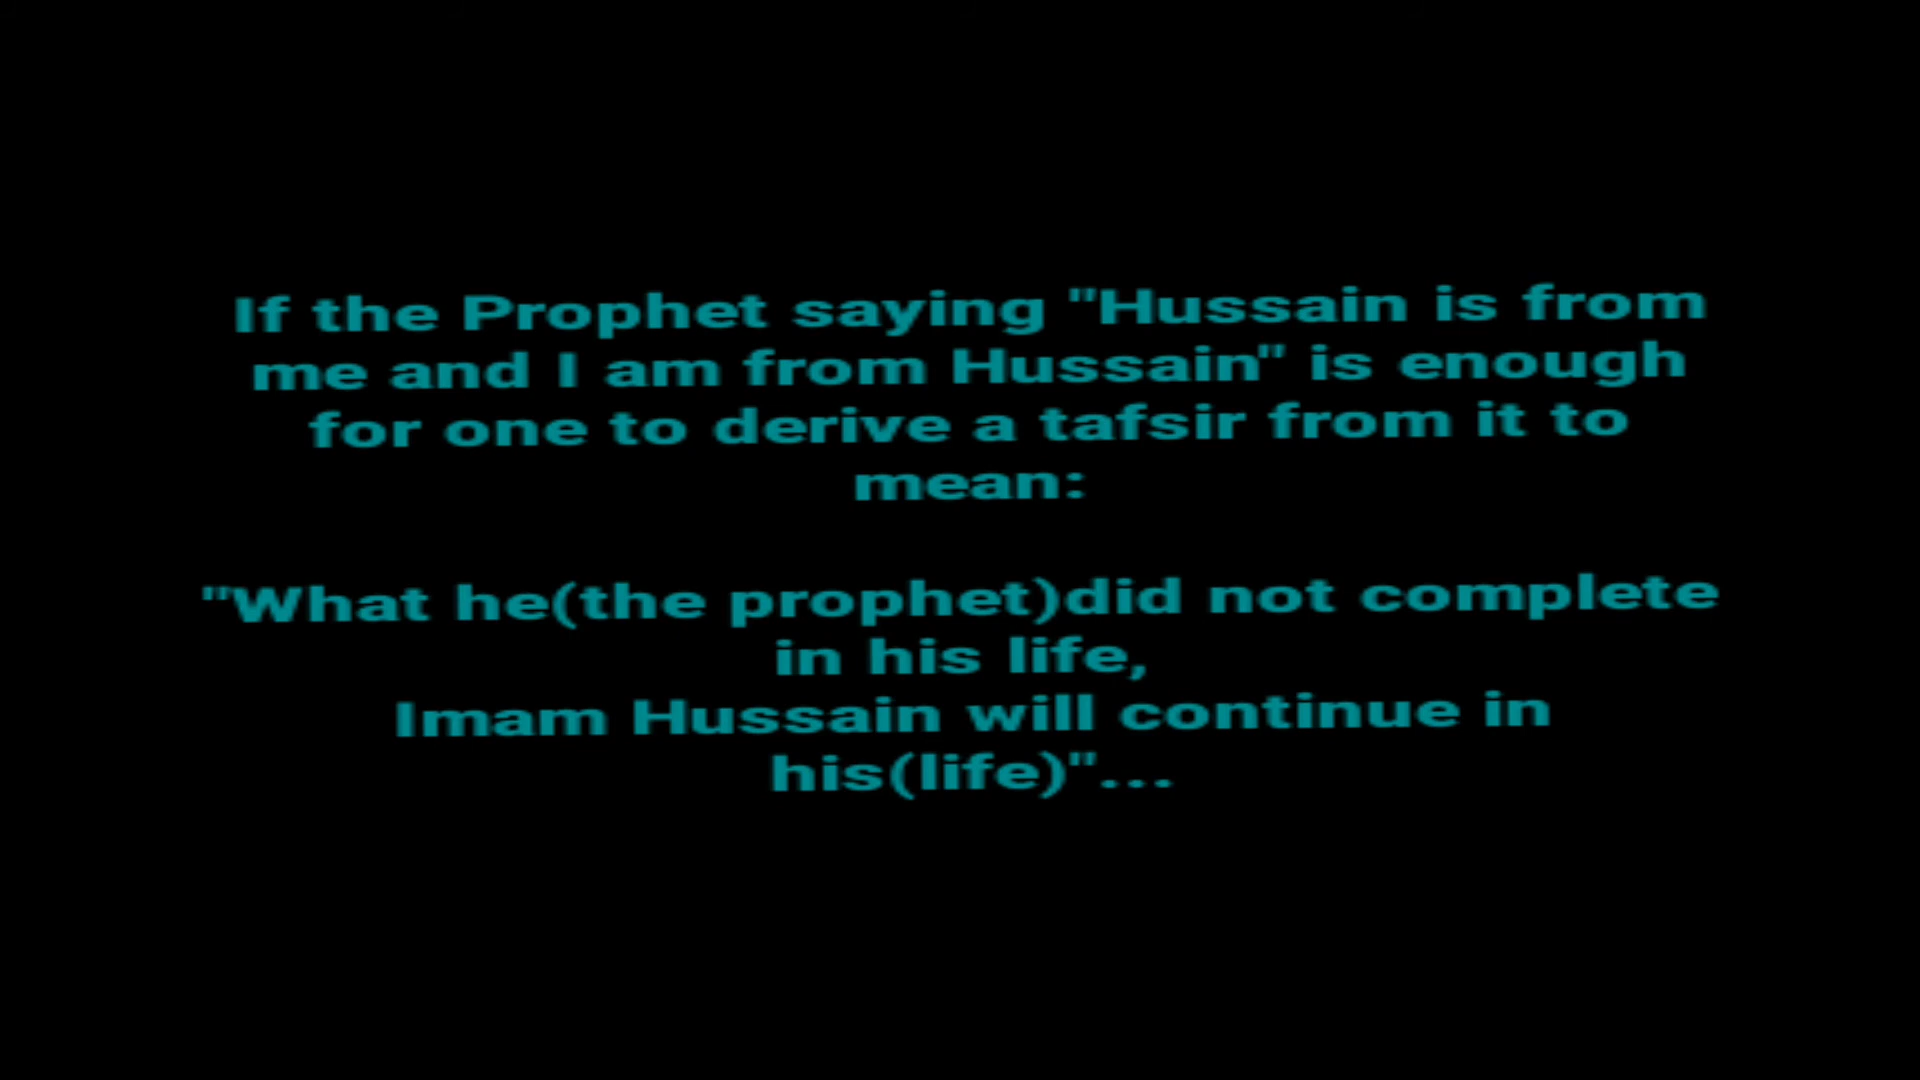 If the Prophet saying "Hussain is from
me and I am from Hussain" is enough
for one to derive a tafsir from it to
mean:
"What he(the prophet)did not complete
in his life,
Imam Hussain will continue in
his(life)"...